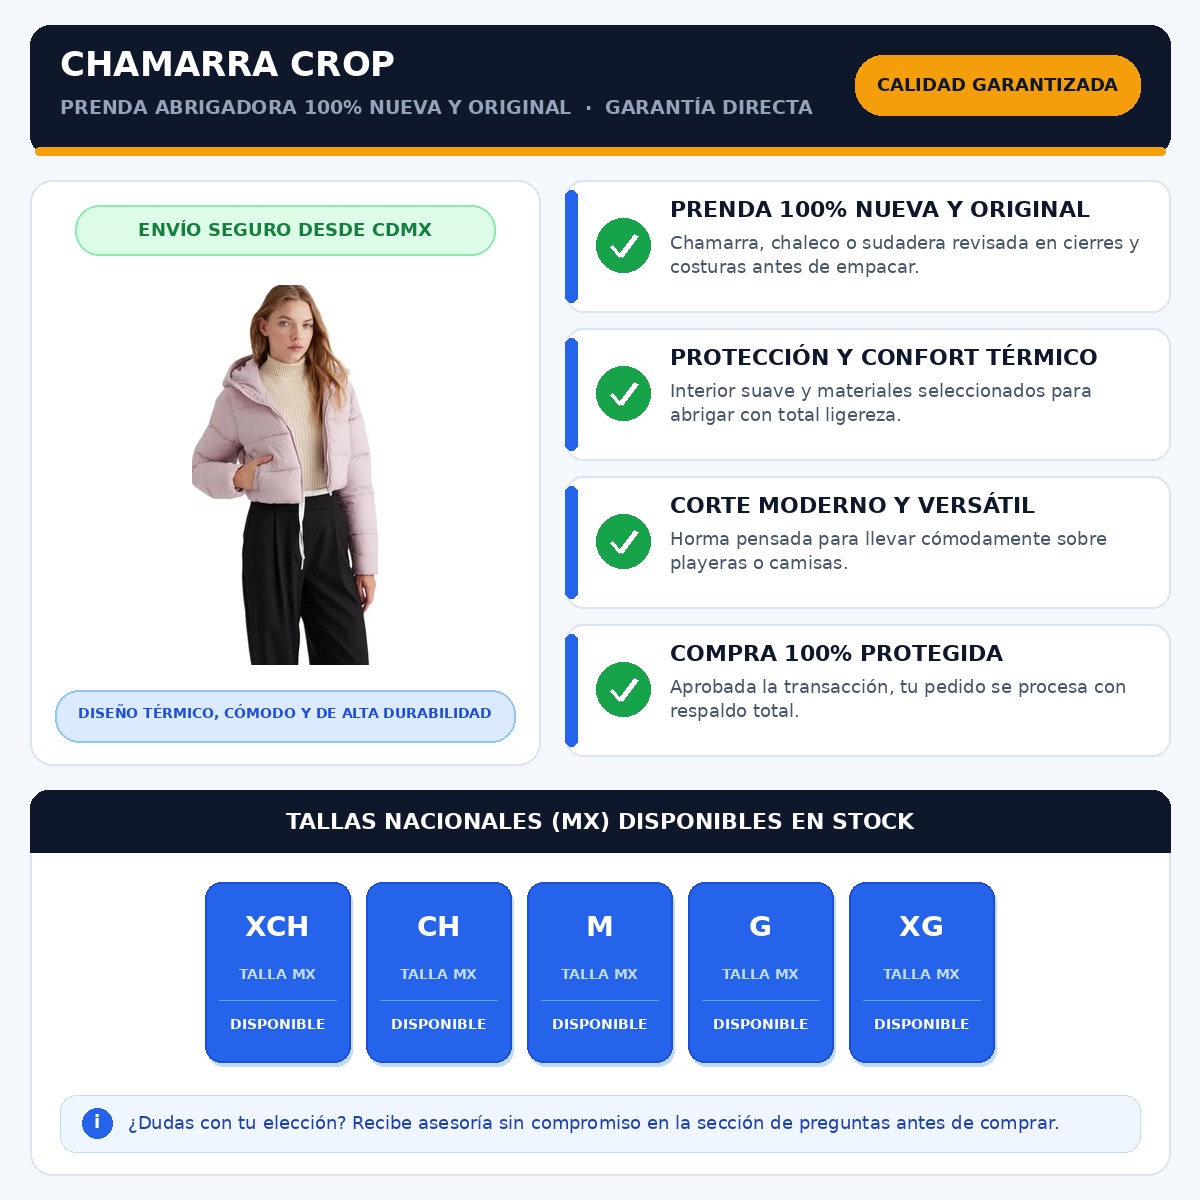 CHAMARRA CROP
PRENDA ABRIGADORA 100% NUEVA Y ORIGINAL · GARANTÍA DIRECTA
CALIDAD GARANTIZADA
ENVÍO SEGURO DESDE CDMX
DISEÑO TÉRMICO, CÓMODO Y DE ALTA DURABILIDAD
PRENDA 100% NUEVA Y ORIGINAL
Chamarra, chaleco o sudadera revisada en cierres y
costuras antes de empacar.
PROTECCIÓN Y CONFORT TÉRMICO
Interior suave y materiales seleccionados para
abrigar con total ligereza.
CORTE MODERNO Y VERSÁTIL
Horma pensada para llevar cómodamente sobre
playeras o camisas.
COMPRA 100% PROTEGIDA
Aprobada la transacción, tu pedido se procesa con
respaldo total.
TALLAS NACIONALES (MX) DISPONIBLES EN STOCK
XCH
TALLA MX
DISPONIBLE
CH
TALLA MX
DISPONIBLE
M
TALLA MX
DISPONIBLE
G
TALLA MX
DISPONIBLE
XG
TALLA MX
DISPONIBLE
i
¿Dudas con tu elección? Recibe asesoría sin compromiso en la sección de preguntas antes de comprar.